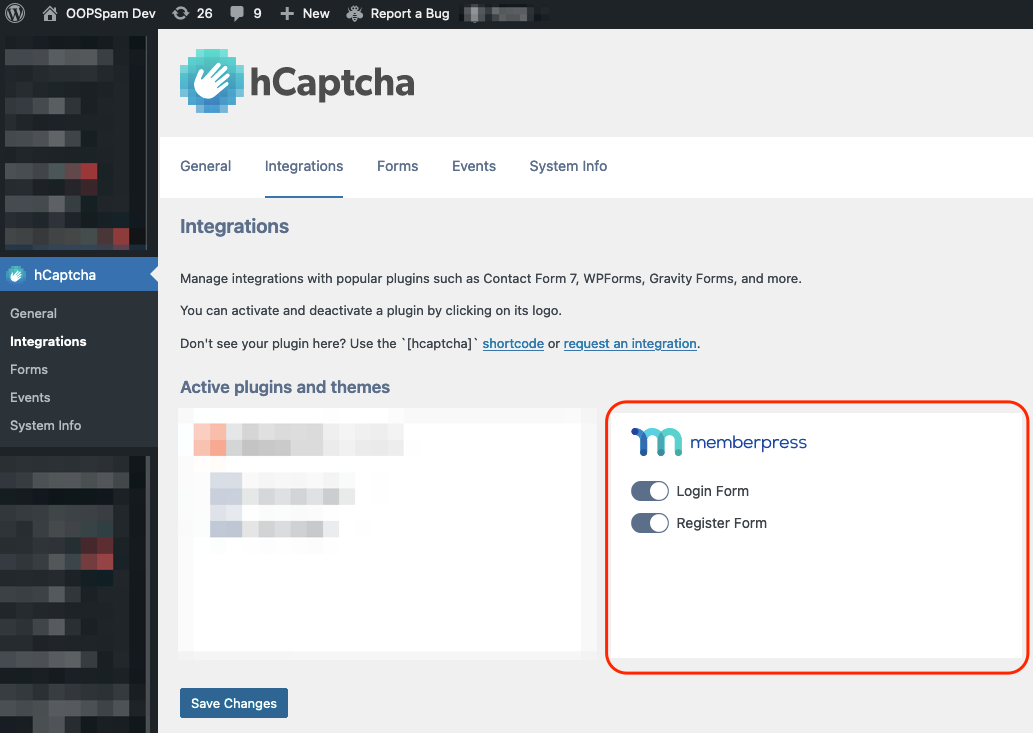 OOPSpam Dev 26 9 New Report a Bug
hCaptcha
General Integrations Forms Events System Info
hCaptcha
General
Integrations
Forms
Events
System Info
Integrations
Manage integrations with popular plugins such as Contact Form 7, WPForms, Gravity Forms, and more.
You can activate and deactivate a plugin by clicking on its logo.
Don't see your plugin here? Use the `[hcaptcha]` shortcode or request an integration.
Active plugins and themes
memberpress
Login Form
Register Form
Save Changes